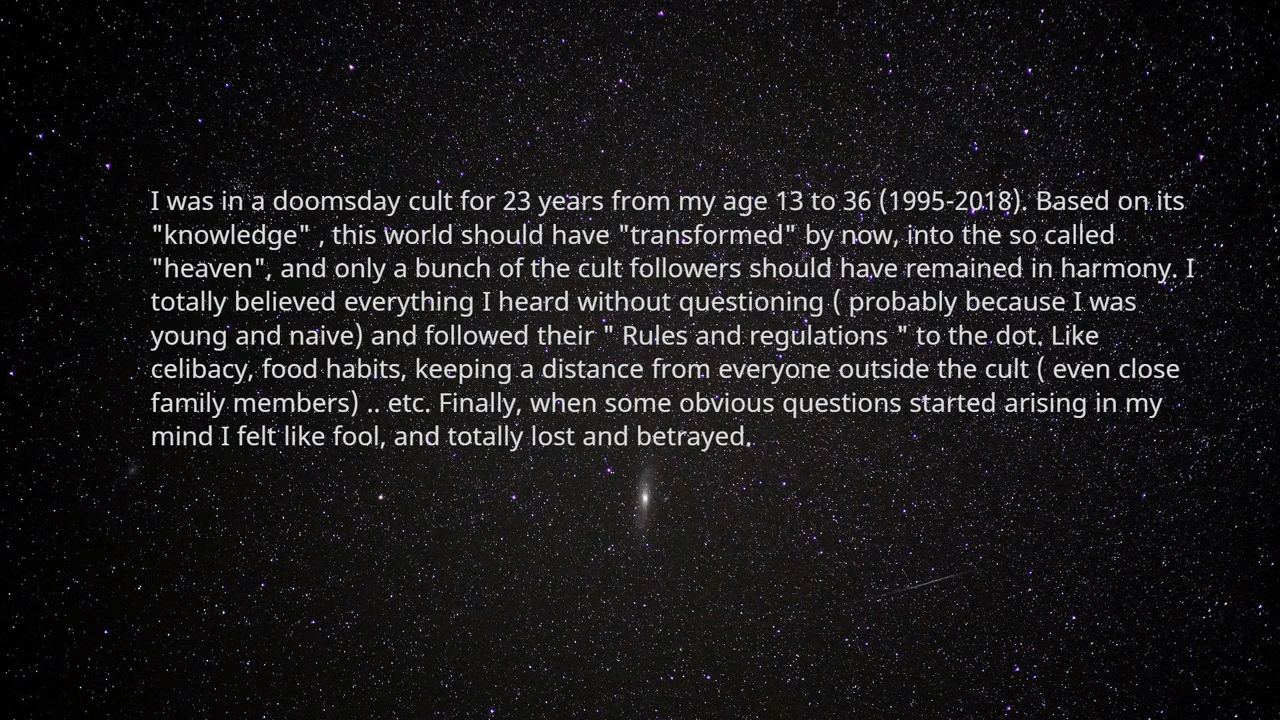 I was in a doomsday cult for 23 years from my age 13 to 36 (1995-2018). Based on its
"knowledge" , this world should have "transformed" by now, into the so called
"heaven", and only a bunch of the cult followers should have remained in harmony. I
totally believed everything I heard without questioning ( probably because I was
young and naive) and followed their " Rules and regulations " to the dot. Like
celibacy, food habits, keeping a distance from everyone outside the cult ( even close
family members) .. etc. Finally, when some obvious questions started arising in my
mind I felt like fool, and totally lost and betrayed.